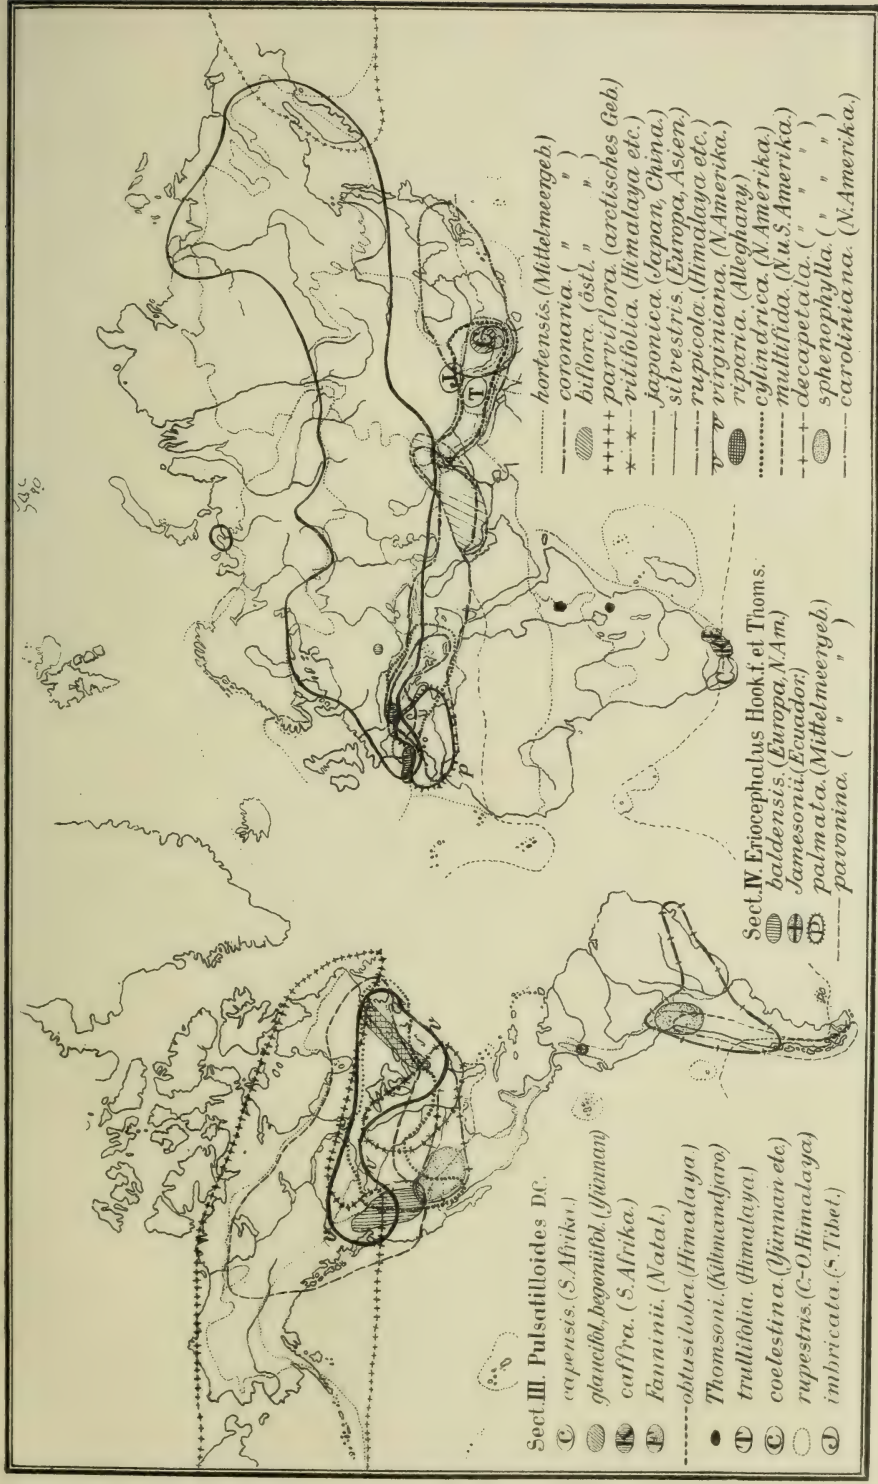 Sect. III. Pulsatilloides D.C.
C capensis. (S. Afrika.)
glaucifol., begoniifol. (Yünnan)
K caffra. (S. Afrika.)
F Fanninii. (Natal.)
obtusiloba. (Himalaya.)
Thomsoni. (Kilimandjaro.)
T trullifolia. (Himalaya.)
C coelestina. (Yünnan etc.)
rupestris. (C.-O. Himalaya)
J imbricata. (S. Tibet.)
Sect. IV. Eriocephalus Hook.f. et Thoms.
baldensis. (Europa, N. Am.)
Jamesonii. (Ecuador.)
p palmata. (Mittelmeergeb.)
pavonina. ( " " )
hortensis. (Mittelmeergeb.)
coronaria. ( " " )
biflora. (östl. " " )
parviflora. (arctisches Geb.)
vitifolia. (Himalaya etc.)
japonica. (Japan, China.)
silvestris. (Europa, Asien.)
rupicola. (Himalaya etc.)
v v virginiana. (N. Amerika.)
riparia. (Alleghany.)
cylindrica. (N. Amerika.)
multifida. (N. u. S. Amerika.)
decapetala. ( " " " )
sphenophylla. ( " " " )
caroliniana. (N. Amerika.)
J
T
C
C
K
F
p
v
v